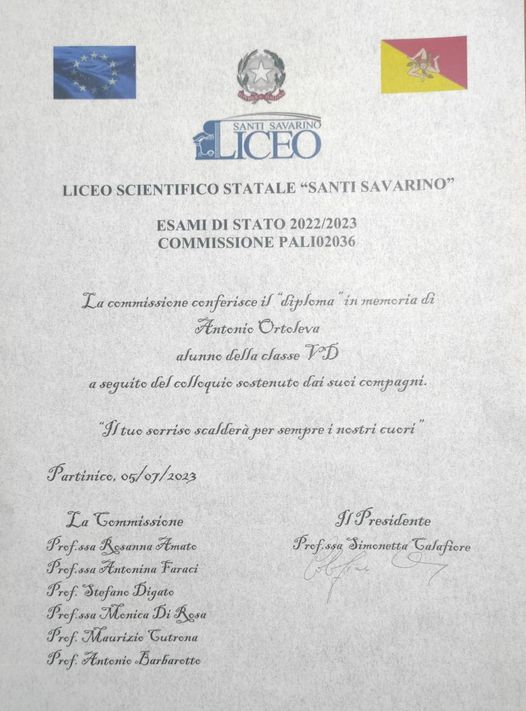 SANTI SAVARINO
LICEO
LICEO SCIENTIFICO STATALE “SANTI SAVARINO”
ESAMI DI STATO 2022/2023
COMMISSIONE PALI02036
La commissione conferisce il “diploma” in memoria di
Antonio Ortoleva
alunno della classe VD
a seguito del colloquio sostenuto dai suoi compagni.
“Il tuo sorriso scalderà per sempre i nostri cuori”
Partinico, 05/07/2023
La Commissione
Prof.ssa Rosanna Amato
Prof.ssa Antonina Faraci
Prof. Stefano Digato
Prof.ssa Monica Di Rosa
Prof. Maurizio Cutrona
Prof. Antonio Barbarotto
Il Presidente
Prof.ssa Simonetta Calafiore